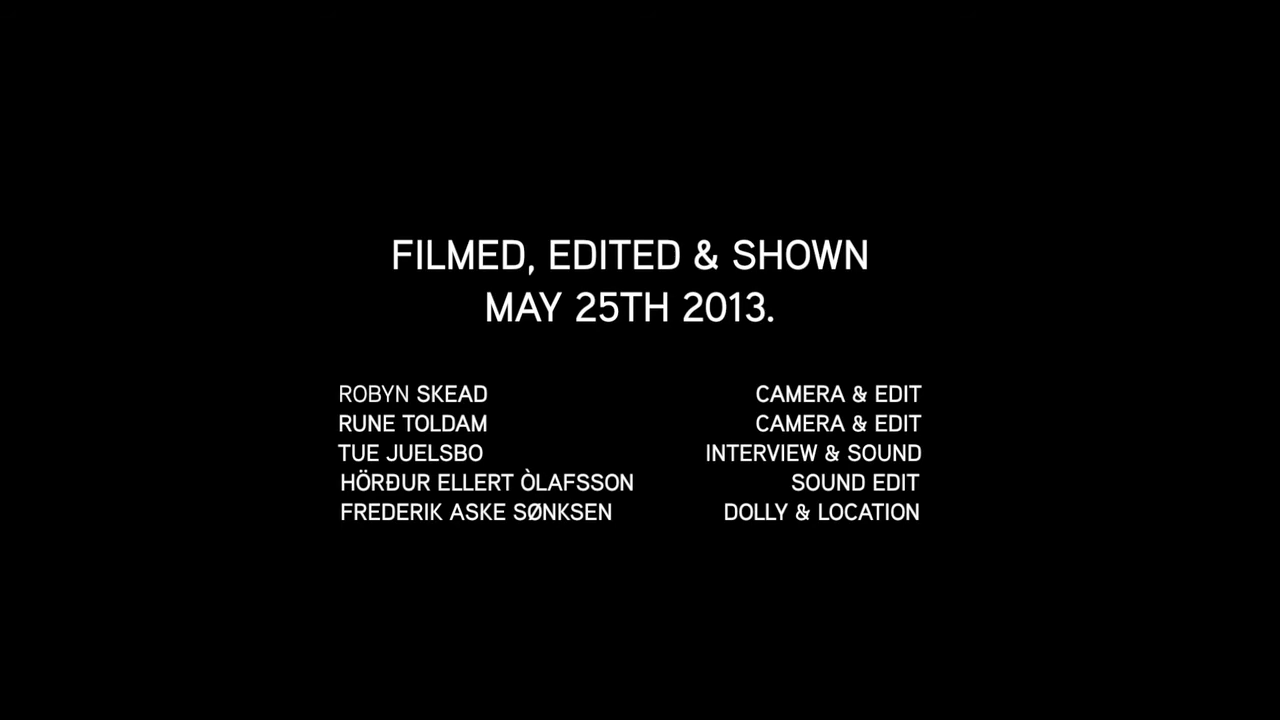 FILMED, EDITED & SHOWN
MAY 25TH 2013.
ROBYN SKEAD CAMERA & EDIT
RUNE TOLDAM CAMERA & EDIT
TUE JUELSBO INTERVIEW & SOUND
HÖRÐUR ELLERT ÒLAFSSON SOUND EDIT
FREDERIK ASKE SØNKSEN DOLLY & LOCATION